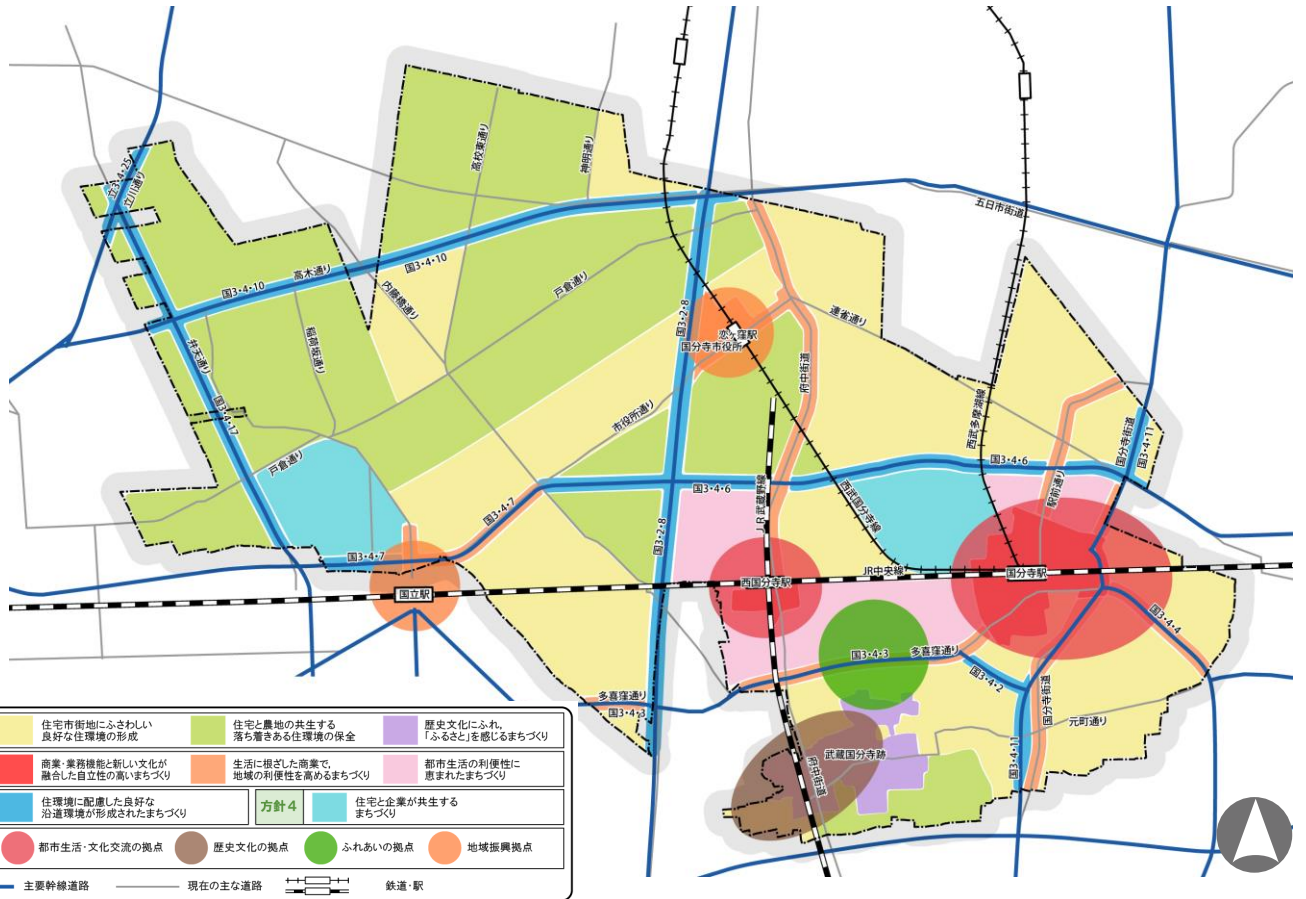 立3・4・25
立川通り
高校東通り
神明通り
五日市街道
高木通り
国3・4・10
国3・4・10
内藤橋通り
戸倉通り
国3・2・8
恋ヶ窪駅
国分寺市役所
連雀通り
府中街道
西武多摩湖線
弁天通り
稲荷坂通り
国3・4・17
戸倉通り
市役所通り
国3・4・7
国3・4・6
JR武蔵野線
西武国分寺線
国3・4・6
駅前通り
国分寺街道
国3・4・11
国3・4・7
国3・2・8
国立駅
西国分寺駅
JR中央線
国分寺駅
国3・4・3
多喜窪通り
国3・4・2
国3・4・4
国分寺街道
元町通り
国3・4・11
多喜窪通り
国3・4・3
武蔵国分寺跡
府中街道
住宅市街地にふさわしい
良好な住環境の形成
住宅と農地の共生する
落ち着きある住環境の保全
歴史文化にふれ,
「ふるさと」を感じるまちづくり
商業・業務機能と新しい文化が
融合した自立性の高いまちづくり
生活に根ざした商業で,
地域の利便性を高めるまちづくり
都市生活の利便性に
恵まれたまちづくり
住環境に配慮した良好な
沿道環境が形成されたまちづくり
方針4
住宅と企業が共生する
まちづくり
都市生活・文化交流の拠点
歴史文化の拠点
ふれあいの拠点
地域振興拠点
主要幹線道路
現在の主な道路
鉄道・駅